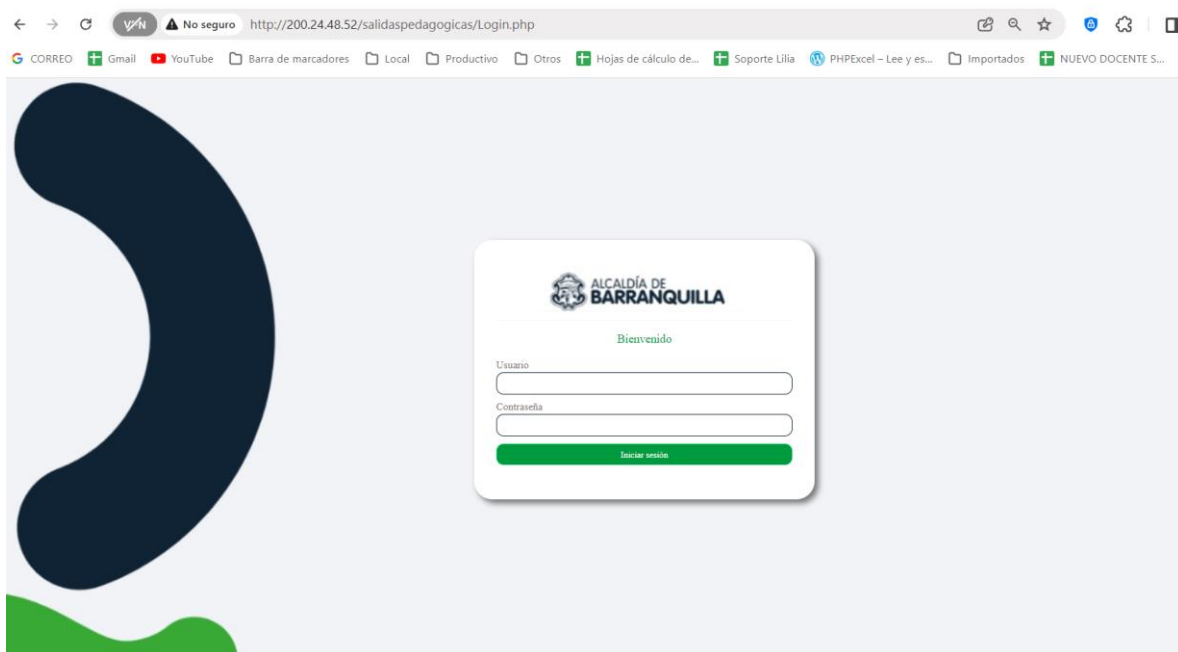 VPN No seguro http://200.24.48.52/salidaspedagogicas/Login.php
CORREO Gmail YouTube Barra de marcadores Local Productivo Otros Hojas de cálculo de... Soporte Lilia PHPExcel – Lee y es... Importados NUEVO DOCENTE S...
ALCALDÍA DE
BARRANQUILLA
Bienvenido
Usuario
Contraseña
Iniciar sesión